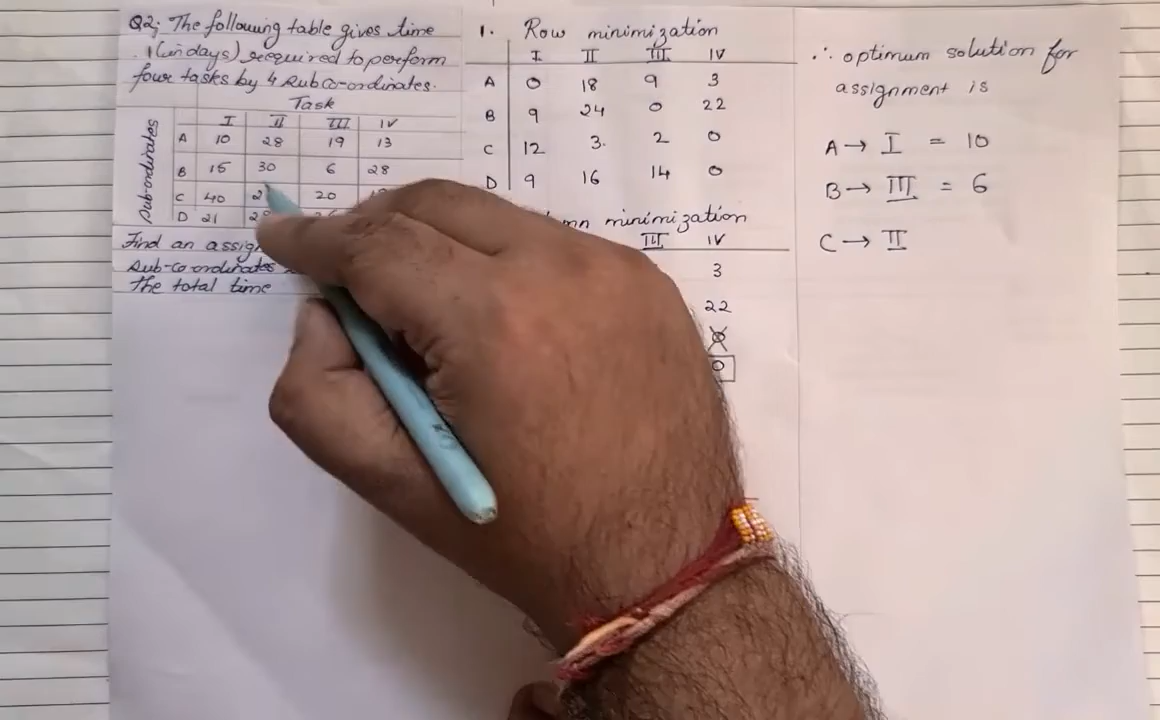 Q2; The following table gives time
(in days) required to perform
four tasks by 4 subco-ordinates.
Task
Sub-ordinates
I II III IV
A 10 28 19 13
B 15 30 6 28
C 40 20
D 21
Find an
sub-co ordinates
the total time
1. Row minimization
I II III IV
A 0 18 9 3
B 9 24 0 22
C 12 3. 2 0
D 9 16 14 0
minimization
III IV
3
22
0
0
∴ optimum solution for
assignment is
A → I = 10
B → III = 6
C → II